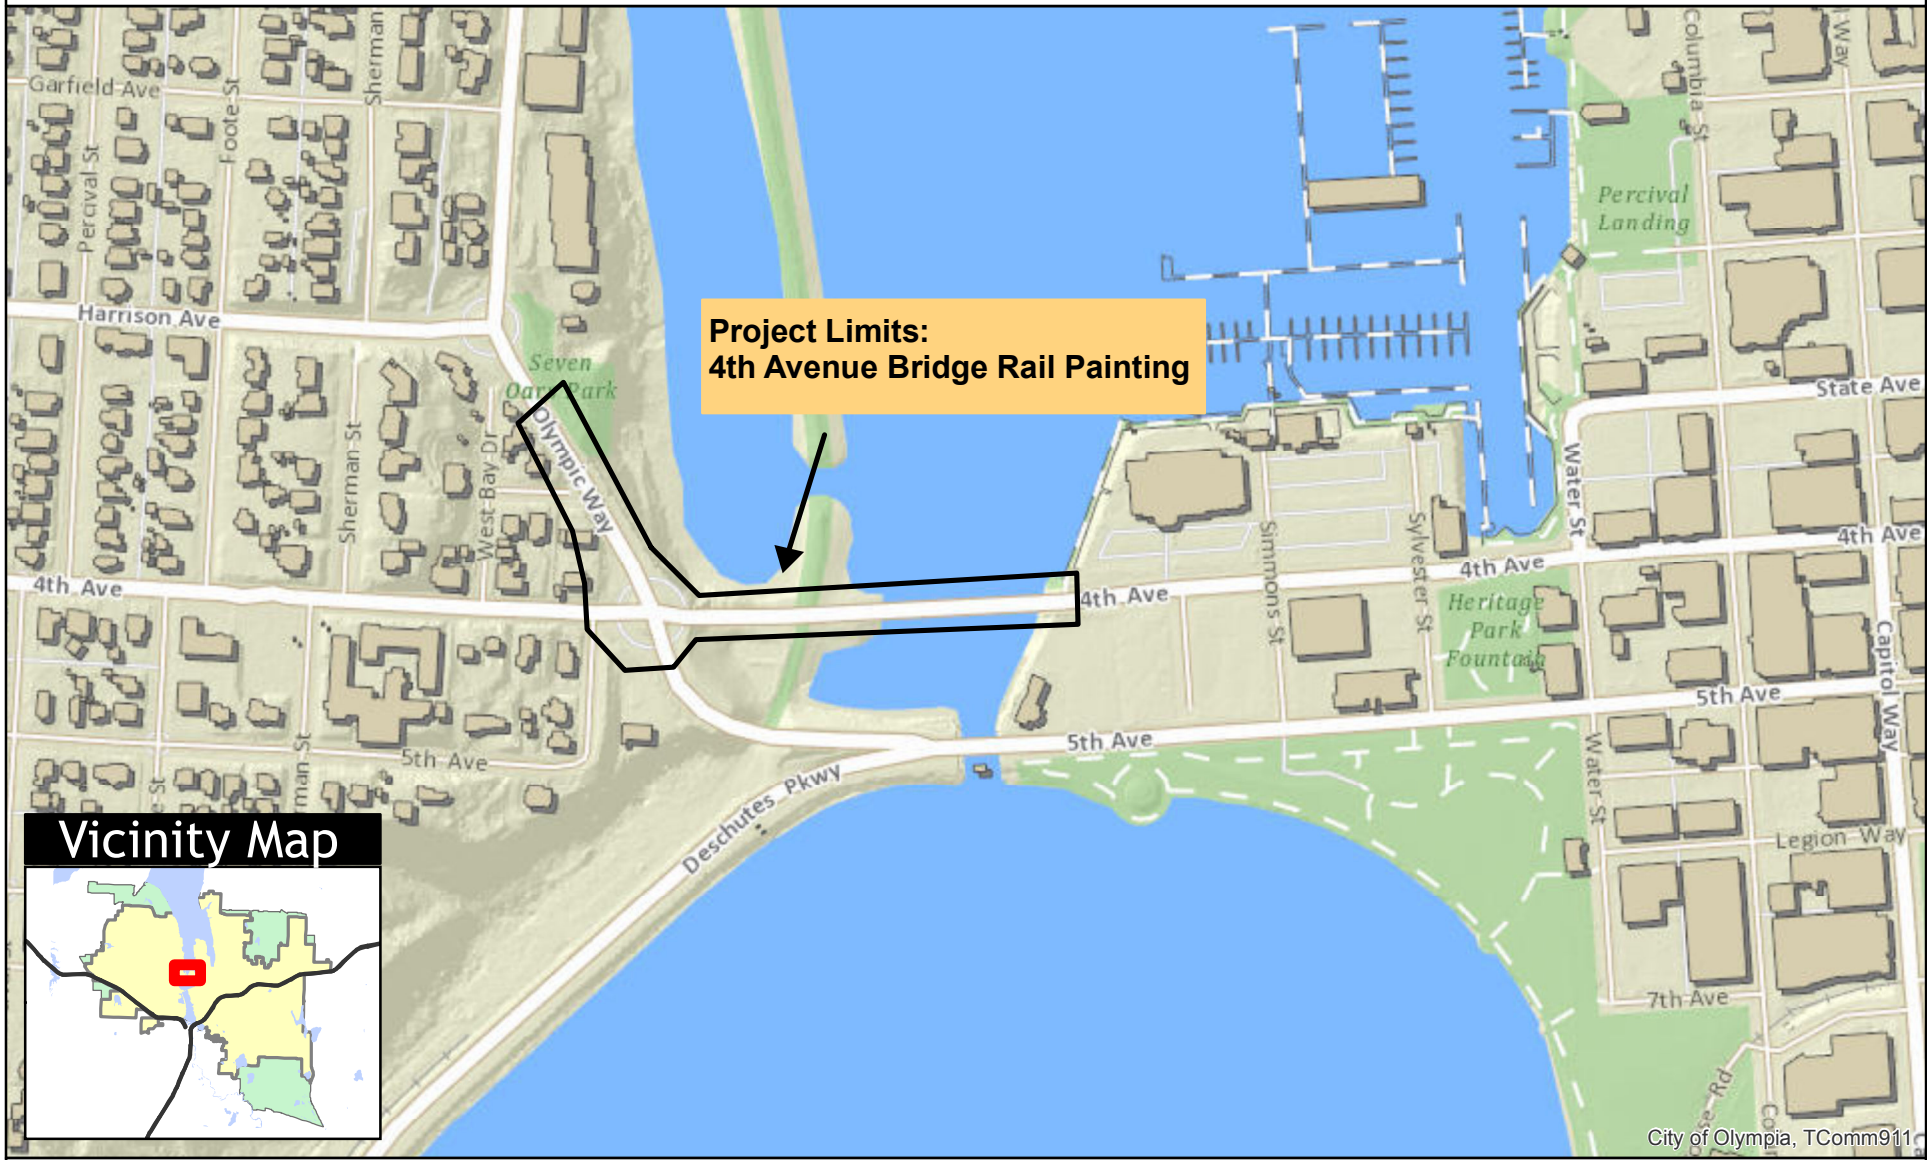 Garfield Ave
Percival St
Foote St
Sherman
Columbia St
Way
Percival
Landing
Harrison Ave
Seven
Oars Park
Project Limits:
4th Avenue Bridge Rail Painting
State Ave
Sherman St
West Bay Dr
Olympic Way
Water St
Simmons St
Sylvester St
4th Ave
4th Ave
4th Ave
4th Ave
Heritage
Park
Fountain
Capitol Way
5th Ave
5th Ave
5th Ave
Deschutes Pkwy
Water St
Legion Way
7th Ave
Vicinity Map
City of Olympia, TComm911